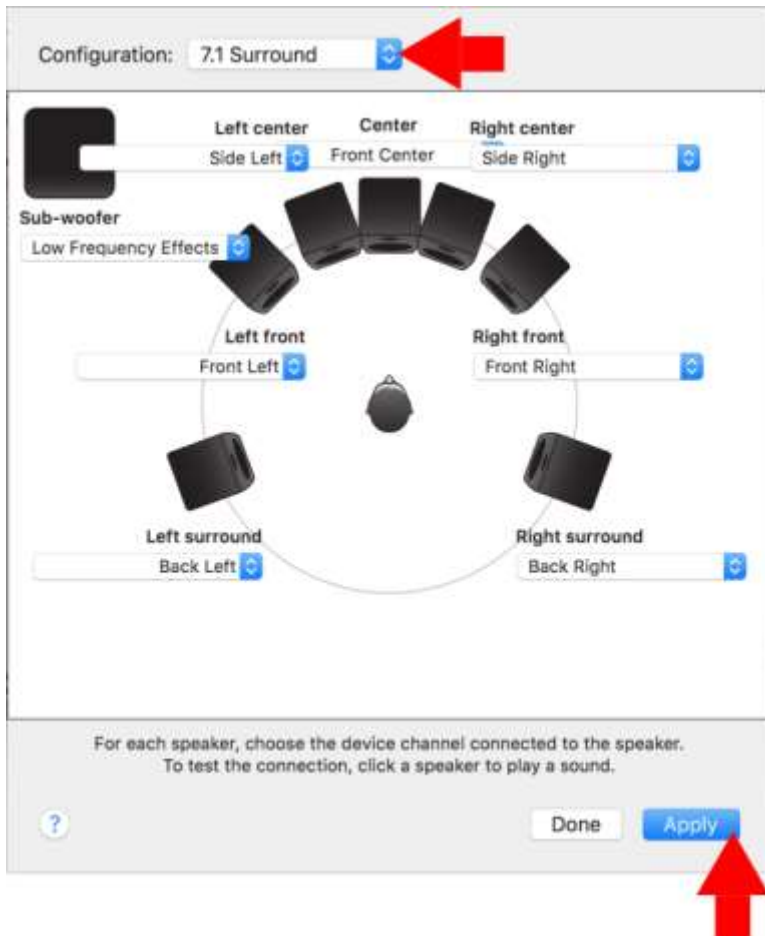 Configuration: 7.1 Surround
Left center Center Right center
Side Left Front Center Side Right
Sub-woofer
Low Frequency Effects
Left front Right front
Front Left Front Right
Left surround Right surround
Back Left Back Right
For each speaker, choose the device channel connected to the speaker.
To test the connection, click a speaker to play a sound.
? Done Apply